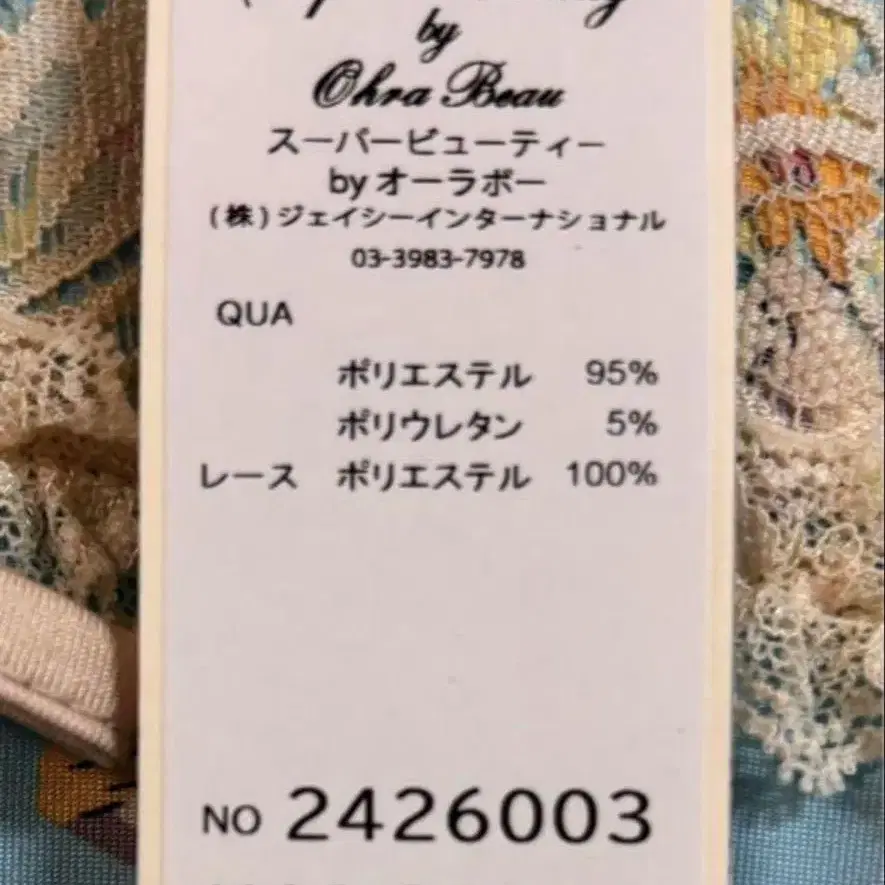 by
Ohra Beau
スーパービューティー
by オーラボー
(株)ジェイシーインターナショナル
03-3983-7978
QUA
ポリエステル 95%
ポリウレタン 5%
レース ポリエステル 100%
NO 2426003